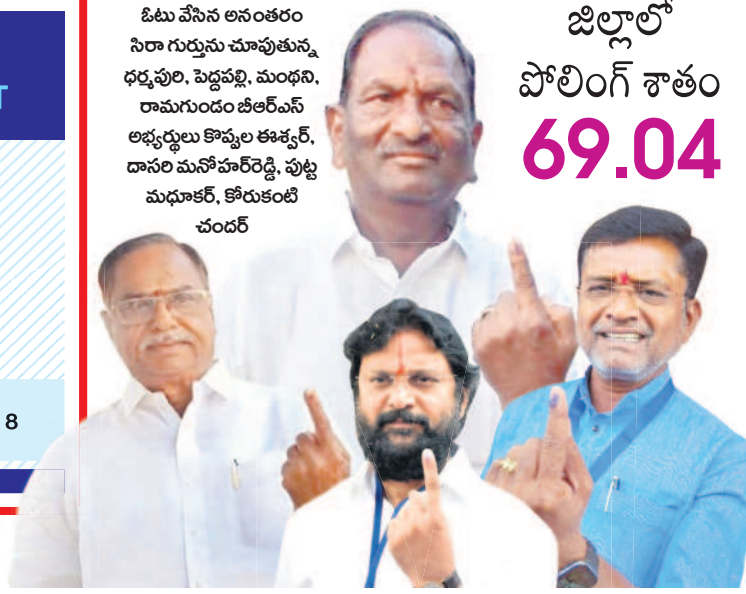 ఓటు వేసిన అనంతరం
సిరా గుర్తును చూపుతున్న
ధర్మపురి, పెద్దపల్లి, మంథని,
రామగుండం బీఆర్ఎస్
అభ్యర్థులు కొప్పుల ఈశ్వర్,
దాసరి మనోహర్‌రెడ్డి, పుట్ట
మధూకర్, కోరుకంటి
చందర్
జిల్లాలో
పోలింగ్ శాతం
69.04
T
8